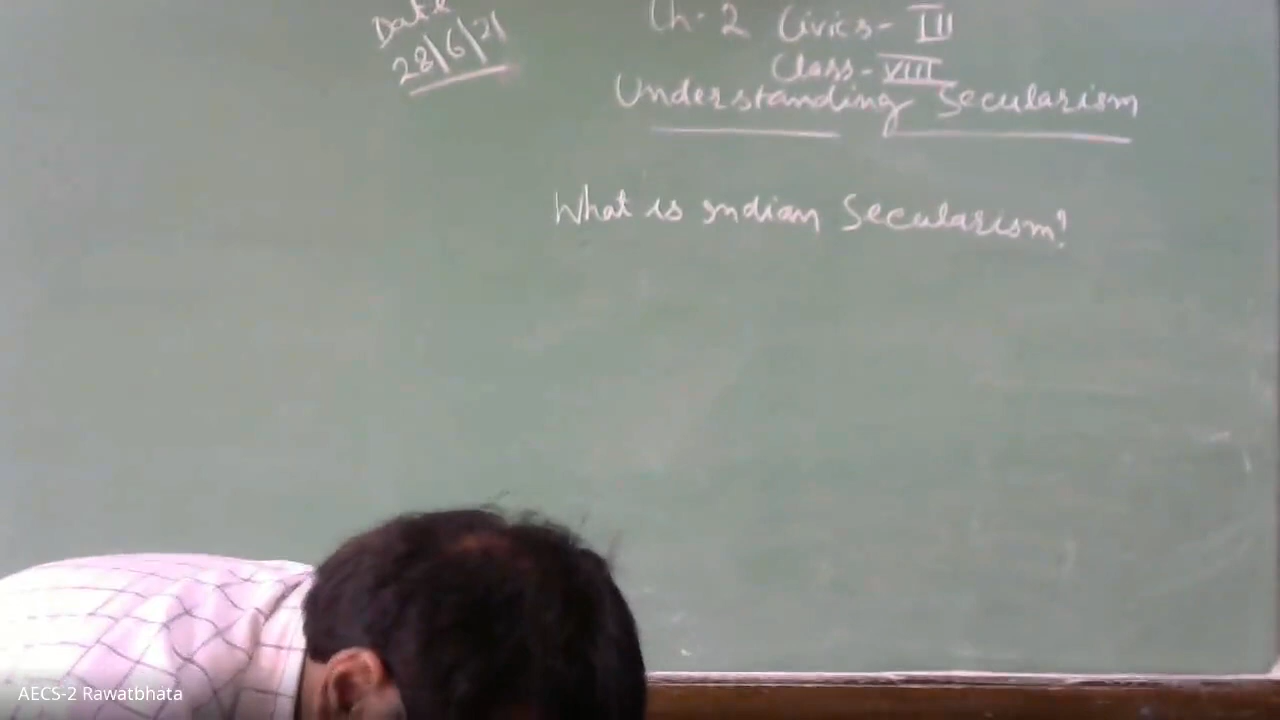 Date
28/6/21
Ch. 2 Civics- III
Class- VIII
Understanding Secularism
What is Indian Secularism?
AECS-2 Rawatbhata